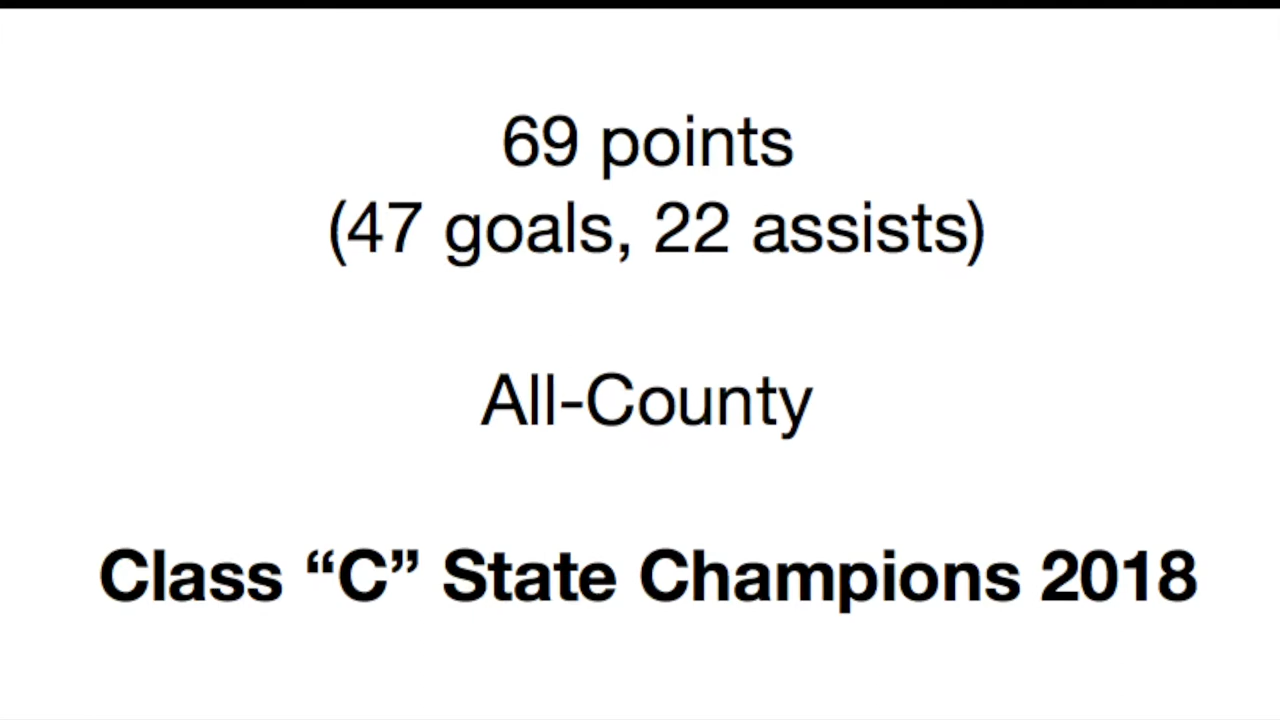 69 points
(47 goals, 22 assists)
All-County
Class “C” State Champions 2018